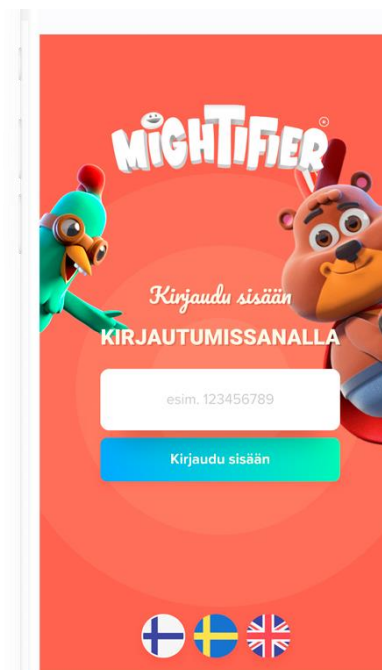 MIGHTIFIER
Kirjaudu sisään
KIRJAUTUMISSANALLA
esim. 123456789
Kirjaudu sisään